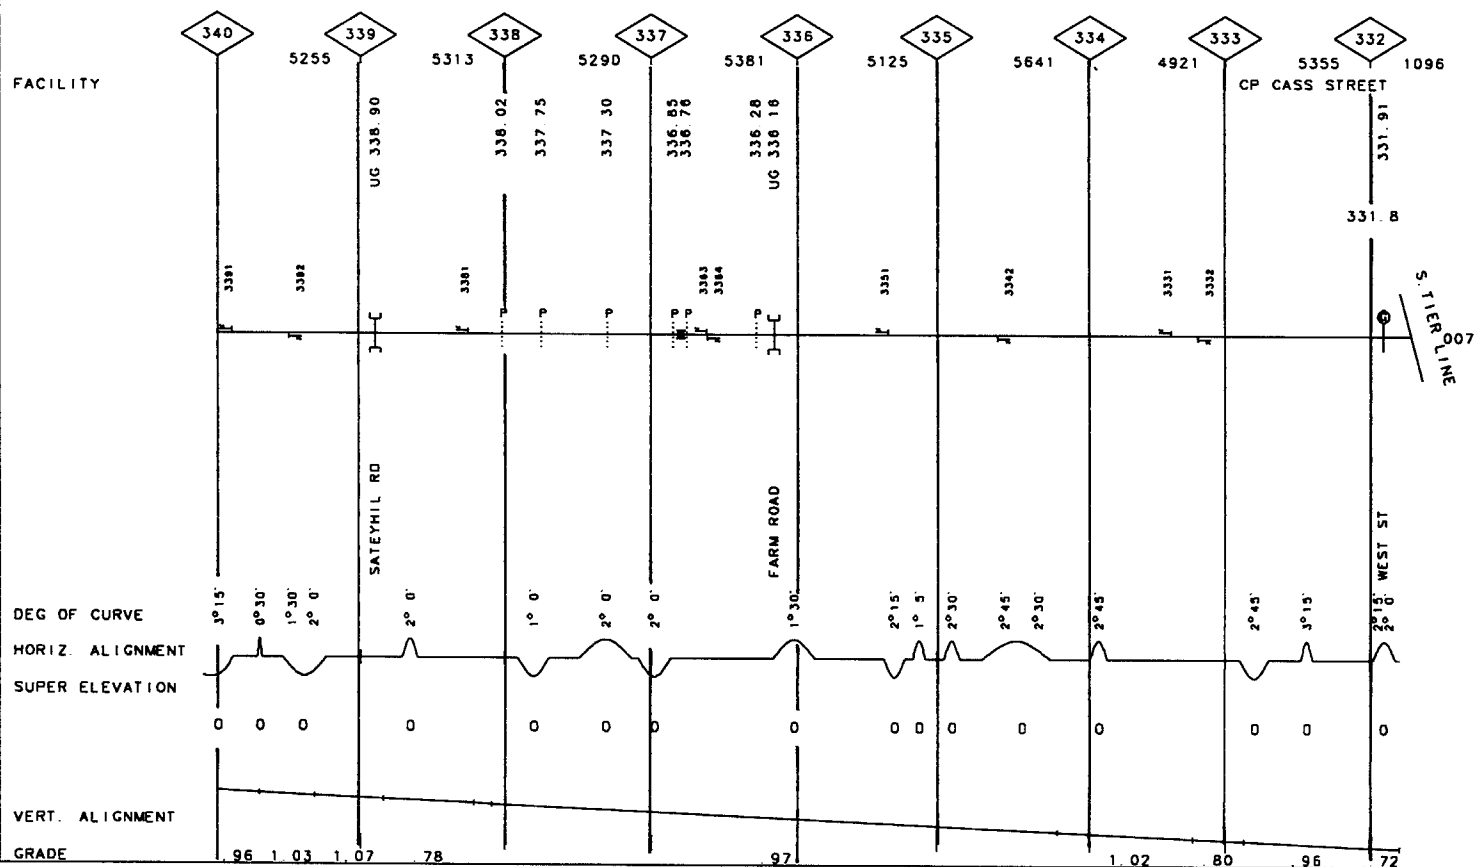 340 339 338 337 336 335 334 333 332
5255 5313 5290 5381 5125 5641 4921 5355 1096
FACILITY
CP CASS STREET
UG 338.90
338.02
337.75
337.30
336.85
336.76
336.28
UG 336.16
331.91
331.8
3391
3382
3381
3363
3364
3351
3342
3331
3332
P P P P P P
G
S. TIER LINE
007
SATEYHIL RD
FARM ROAD
WEST ST
DEG OF CURVE
3°15' 0°30' 1°30' 2°0' 2°0' 1°0' 2°0' 2°0' 1°30' 2°15' 1°5' 2°30' 2°45' 2°30' 2°45' 2°45' 3°15' 2°15' 2°0'
HORIZ. ALIGNMENT
SUPER ELEVATION
0 0 0 0 0 0 0 0 0 0 0 0 0 0 0 0
VERT. ALIGNMENT
GRADE .96 1.03 1.07 .78 .97 1.02 .80 .96 .72